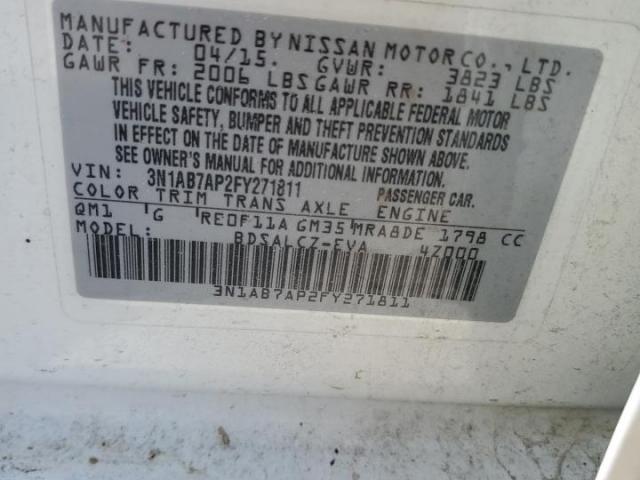 MANUFACTURED BY NISSAN MOTOR CO., LTD.
DATE: 04/15. GVWR: 3823 LBS
GAWR FR: 2006 LBS GAWR RR: 1841 LBS
THIS VEHICLE CONFORMS TO ALL APPLICABLE FEDERAL MOTOR
VEHICLE SAFETY, BUMPER AND THEFT PREVENTION STANDARDS
IN EFFECT ON THE DATE OF MANUFACTURE SHOWN ABOVE.
SEE OWNER'S MANUAL FOR ADDITIONAL INFORMATION.
VIN: 3N1AB7AP2FY271811 PASSENGER CAR.
COLOR TRIM TRANS AXLE ENGINE
QM1 G RE0F11A GM35 MRA8DE 1798 CC
MODEL: BDSALCZ-EVA 4Z000
3N1AB7AP2FY271811